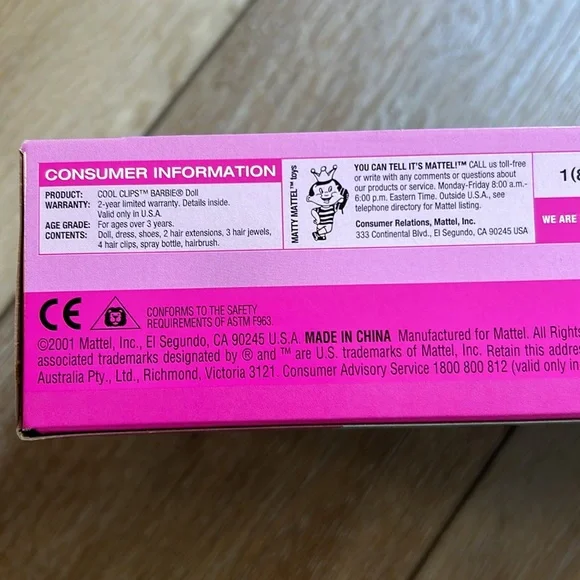 CONSUMER INFORMATION
PRODUCT: COOL CLIPS™ BARBIE® Doll
WARRANTY: 2-year limited warranty. Details inside.
Valid only in U.S.A.
AGE GRADE: For ages over 3 years.
CONTENTS: Doll, dress, shoes, 2 hair extensions, 3 hair jewels,
4 hair clips, spray bottle, hairbrush.
MATTY MATTEL™ toys
YOU CAN TELL IT'S MATTEL!™ CALL us toll-free
or write with any comments or questions about
our products or service. Monday-Friday 8:00 a.m.-
6:00 p.m. Eastern Time. Outside U.S.A., see
telephone directory for Mattel listing.
Consumer Relations, Mattel, Inc.
333 Continental Blvd., El Segundo, CA 90245 USA
1(8
WE ARE
CE
CONFORMS TO THE SAFETY
REQUIREMENTS OF ASTM F963.
©2001 Mattel, Inc., El Segundo, CA 90245 U.S.A. MADE IN CHINA Manufactured for Mattel. All Rights
associated trademarks designated by ® and ™ are U.S. trademarks of Mattel, Inc. Retain this addre
Australia Pty., Ltd., Richmond, Victoria 3121. Consumer Advisory Service 1800 800 812 (valid only in